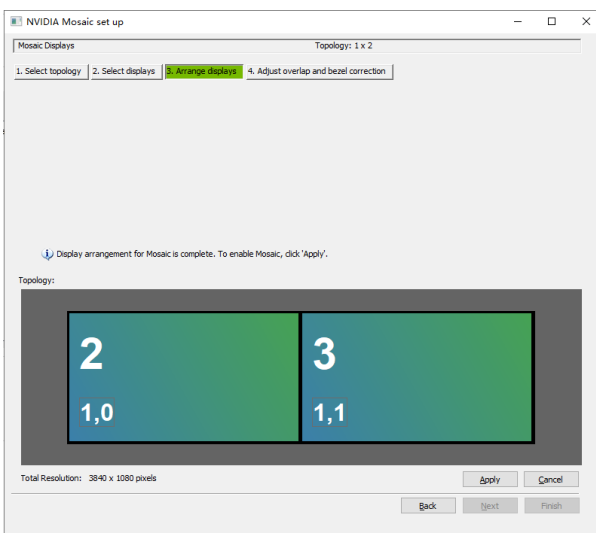 NVIDIA Mosaic set up
Mosaic Displays Topology: 1 x 2
1. Select topology 2. Select displays 3. Arrange displays 4. Adjust overlap and bezel correction
Display arrangement for Mosaic is complete. To enable Mosaic, click 'Apply'.
Topology:
2 3
1,0 1,1
Total Resolution: 3840 x 1080 pixels Apply Cancel
Back Next Finish